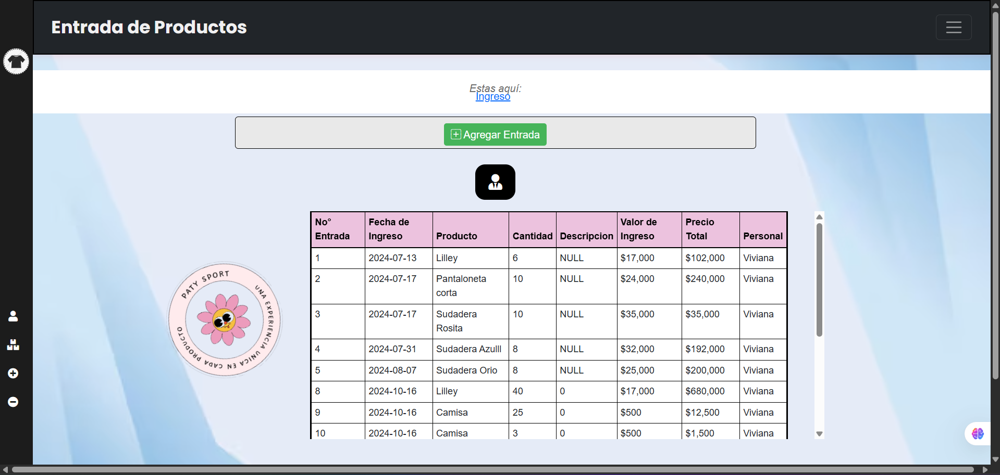 Entrada de Productos
Estas aquí:
Ingreso
Agregar Entrada
PATY SPORT
UNA EXPERIENCIA UNICA EN CADA PRODUCTO
No° Entrada Fecha de Ingreso Producto Cantidad Descripcion Valor de Ingreso Precio Total Personal
1 2024-07-13 Lilley 6 NULL $17,000 $102,000 Viviana
2 2024-07-17 Pantaloneta corta 10 NULL $24,000 $240,000 Viviana
3 2024-07-17 Sudadera Rosita 10 NULL $35,000 $35,000 Viviana
4 2024-07-31 Sudadera Azulll 8 NULL $32,000 $192,000 Viviana
5 2024-08-07 Sudadera Orio 8 NULL $25,000 $200,000 Viviana
8 2024-10-16 Lilley 40 0 $17,000 $680,000 Viviana
9 2024-10-16 Camisa 25 0 $500 $12,500 Viviana
10 2024-10-16 Camisa 3 0 $500 $1,500 Viviana